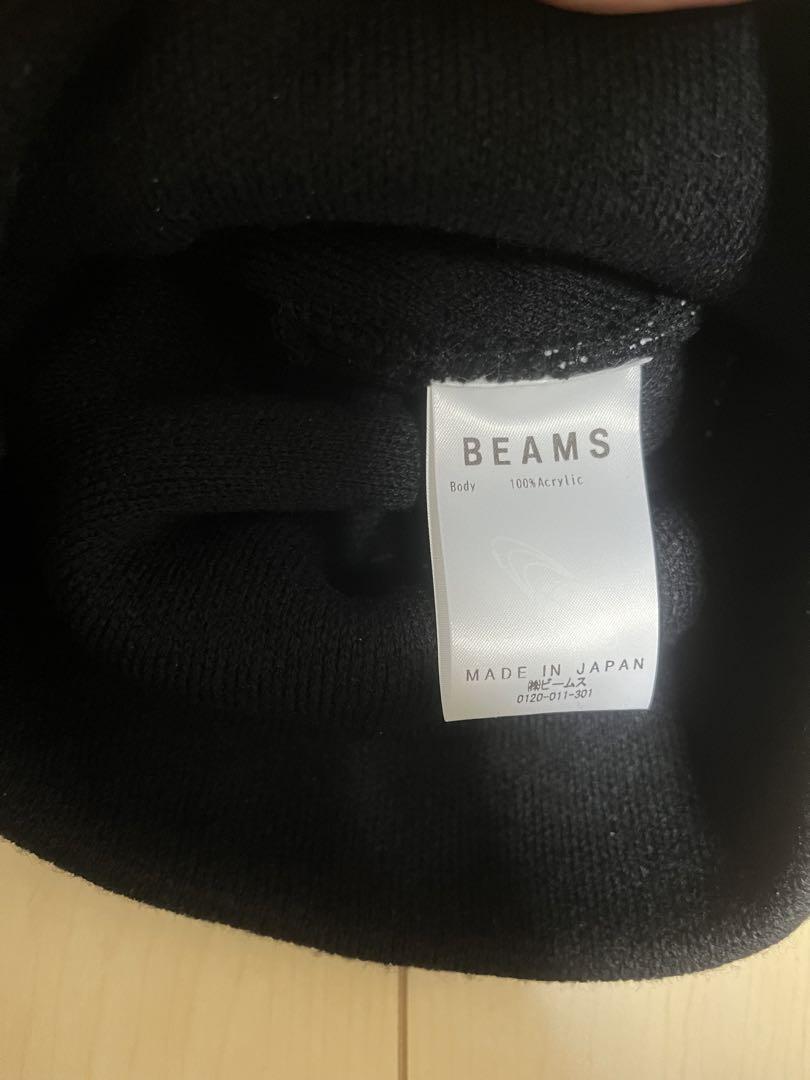 BEAMS
Body 100%Acrylic
MADE IN JAPAN
㈱ビームス
0120-011-301